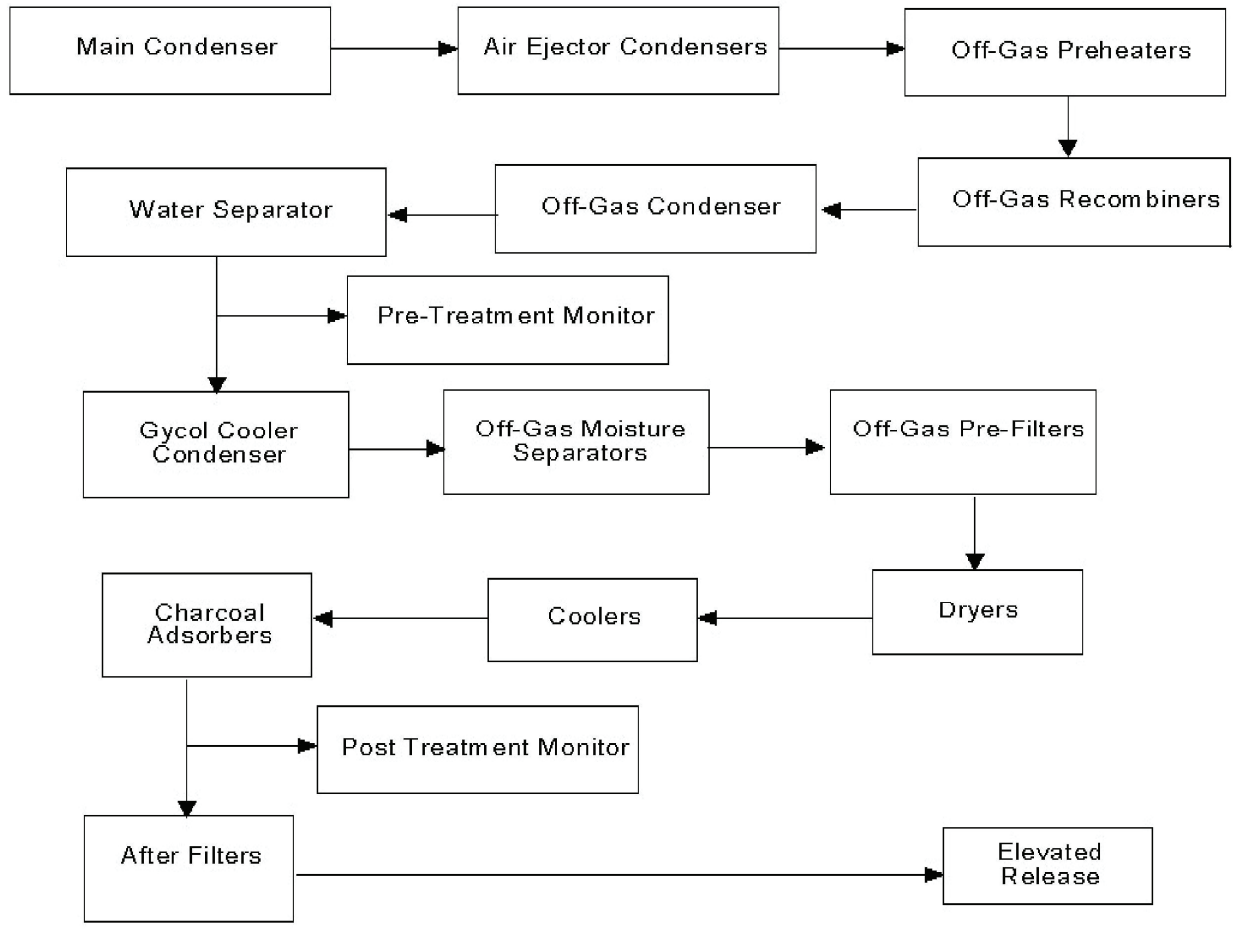 Main Condenser
Air Ejector Condensers
Off-Gas Preheaters
Off-Gas Recombiners
Off-Gas Condenser
Water Separator
Pre-Treatment Monitor
Gycol Cooler
Condenser
Off-Gas Moisture
Separators
Off-Gas Pre-Filters
Dryers
Coolers
Charcoal
Adsorbers
Post Treatment Monitor
After Filters
Elevated
Release